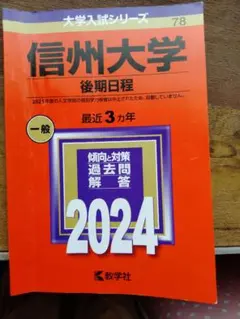 大学入試シリーズ
78
信州大学
後期日程
最近3カ年
一般
傾向と対策
過去問
解答
2024
教学社